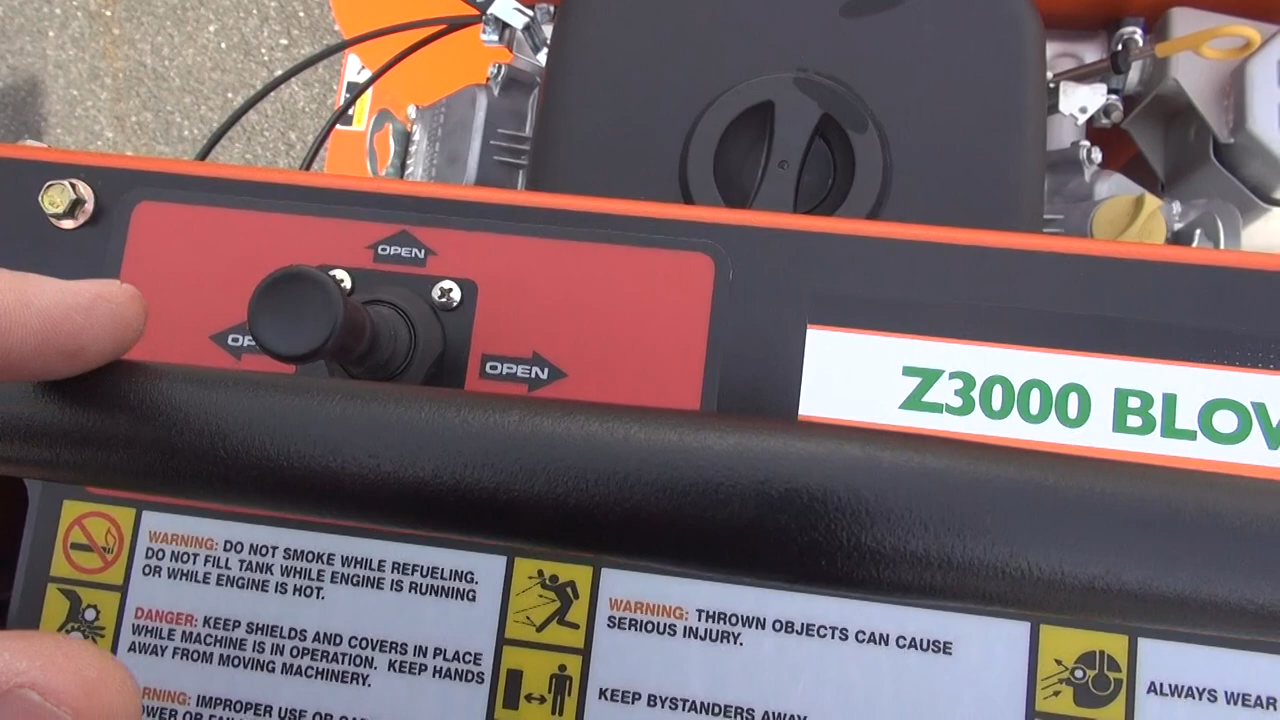 OPEN
OPEN
Z3000
WARNING: DO NOT SMOKE WHILE REFUELING.
DO NOT FILL TANK WHILE ENGINE IS RUNNING
OR WHILE ENGINE IS HOT.
DANGER: KEEP SHIELDS AND COVERS IN PLACE
WHILE MACHINE IS IN OPERATION. KEEP HANDS
AWAY FROM MOVING MACHINERY.
IMPROPER USE OR
WARNING: THROWN OBJECTS CAN CAUSE
SERIOUS INJURY.
KEEP BYSTANDERS AWAY
ALWAYS WEAR